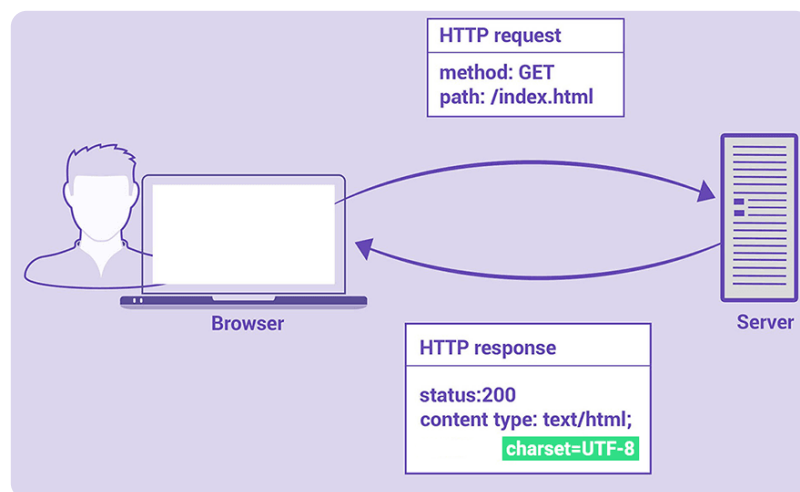 HTTP request
method: GET
path: /index.html
Browser
Server
HTTP response
status:200
content type: text/html;
charset=UTF-8